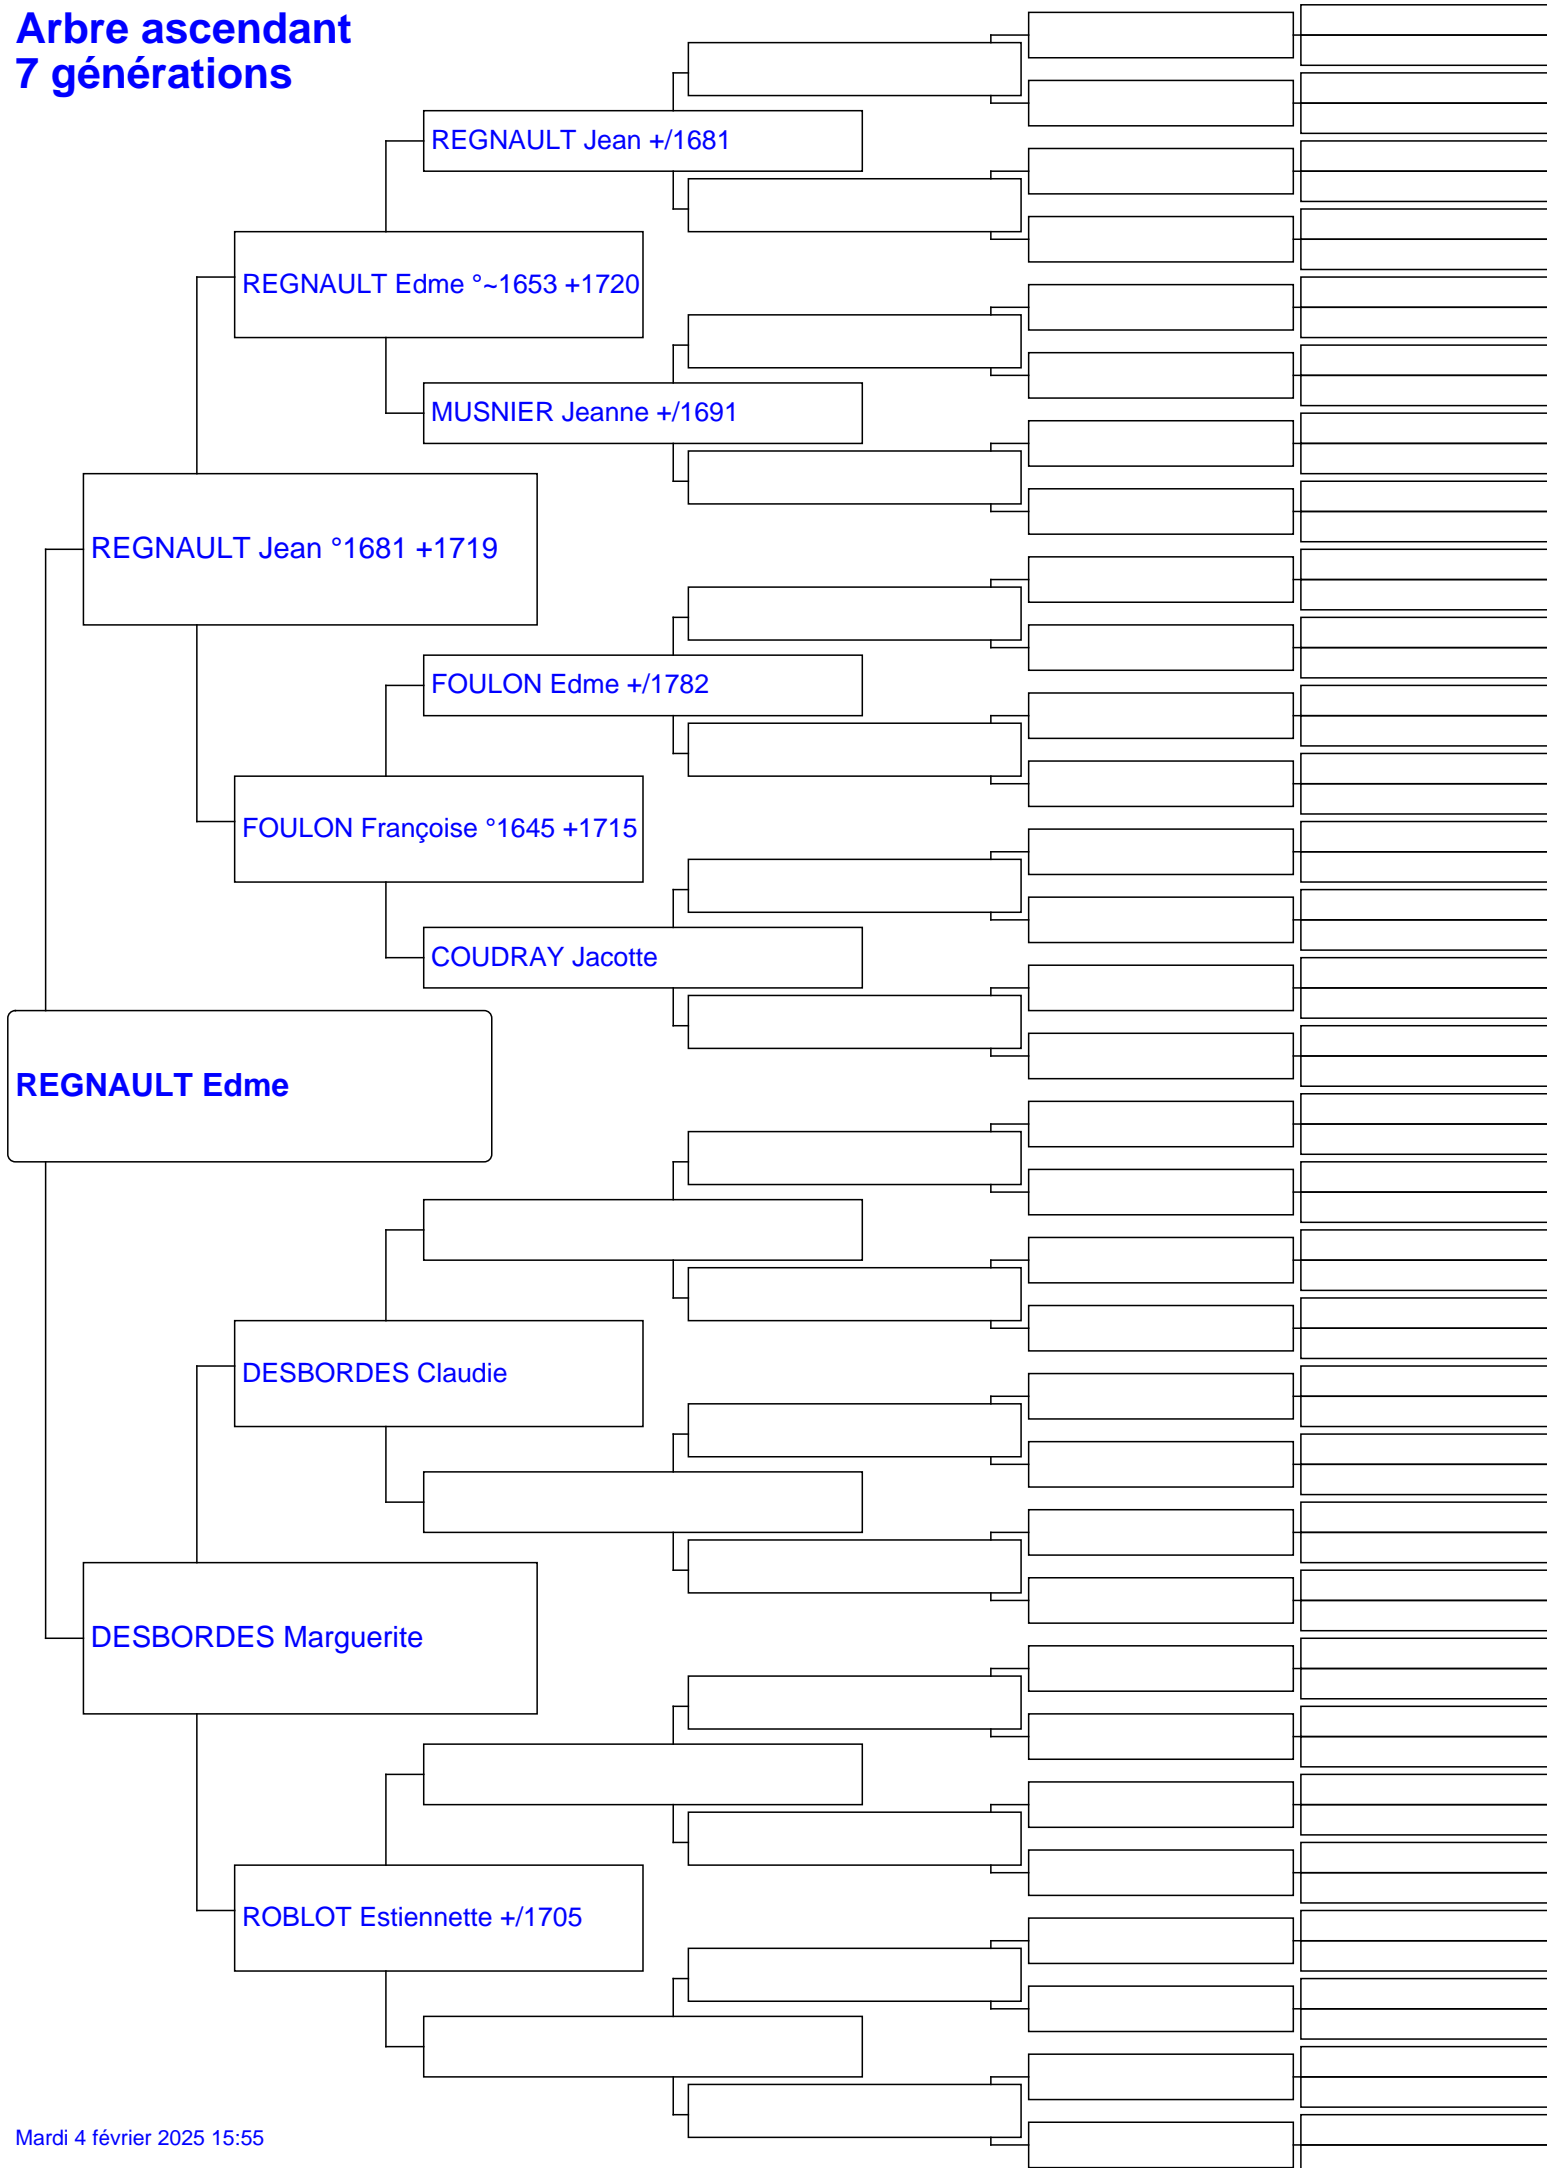 Arbre ascendant
7 générations
REGNAULT Jean +/1681
REGNAULT Edme °~1653 +1720
MUSNIER Jeanne +/1691
REGNAULT Jean °1681 +1719
FOULON Edme +/1782
FOULON Françoise °1645 +1715
COUDRAY Jacotte
REGNAULT Edme
DESBORDES Claudie
DESBORDES Marguerite
ROBLOT Estiennette +/1705
Mardi 4 février 2025 15:55